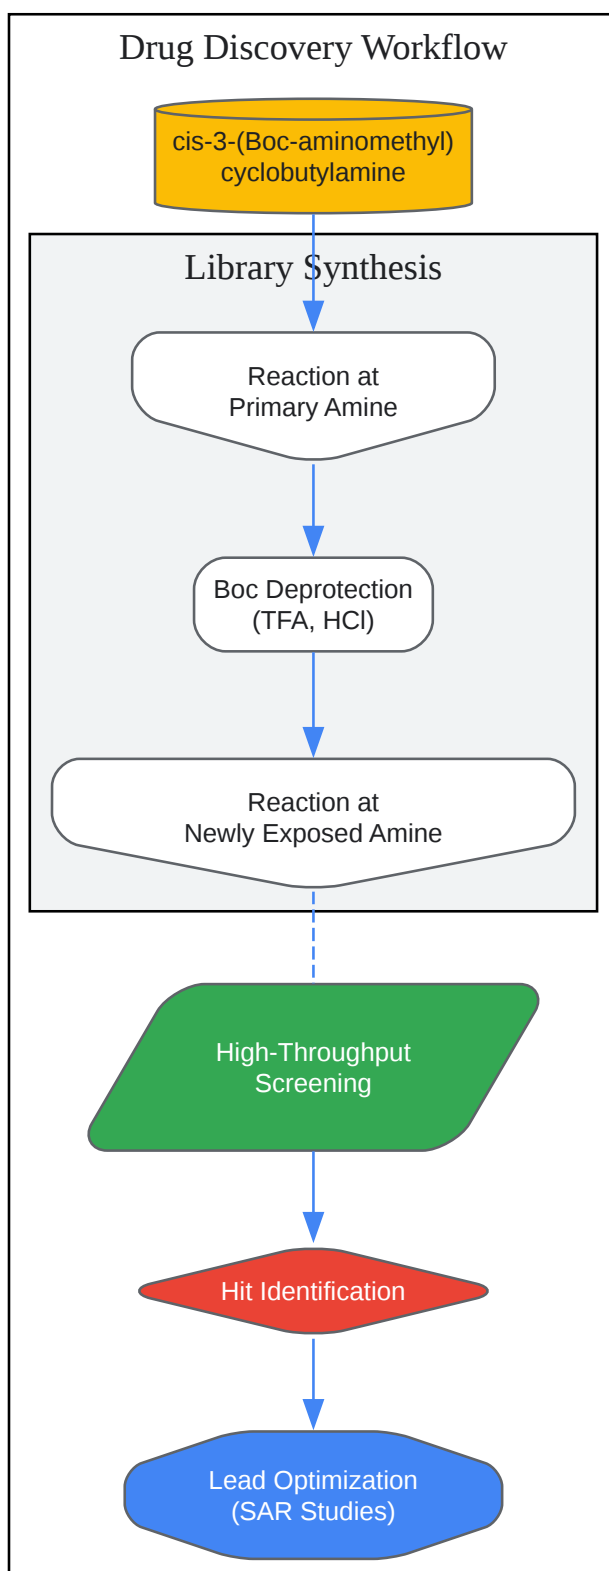 Drug Discovery Workflow
cis-3-(Boc-aminomethyl)
cyclobutylamine
Library Synthesis
Reaction at
Primary Amine
Boc Deprotection
(TFA, HCl)
Reaction at
Newly Exposed Amine
High-Throughput
Screening
Hit Identification
Lead Optimization
(SAR Studies)